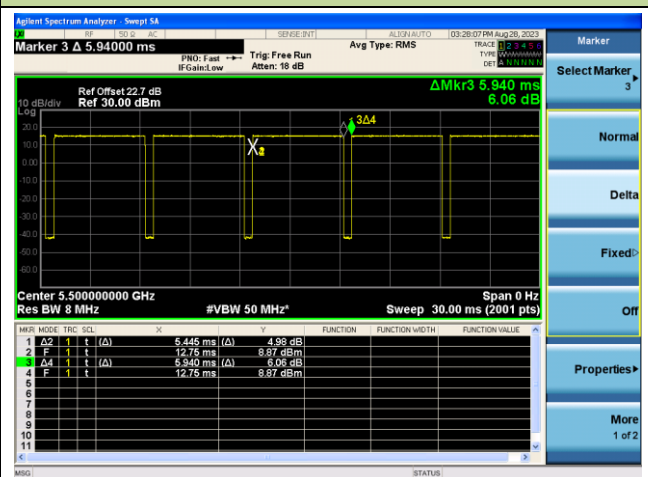 Agilent Spectrum Analyzer - Swept SA
RF 50 Ω AC SENSE:INT ALIGN AUTO 03:28:07 PM Aug 28, 2023
Marker 3 Δ 5.94000 ms Avg Type: RMS TRACE 1 2 3 4 5 6 Marker
PNO: Fast Trig: Free Run TYPE
IFGain:Low Atten: 18 dB DET A N N N N N
Select Marker
3
ΔMkr3 5.940 ms
Ref Offset 22.7 dB
10 dB/div Ref 30.00 dBm 6.06 dB
Log
20.0
3Δ4
10.0 Normal
0.00
-10.0
-20.0 Delta
-30.0
-40.0
-50.0 Fixed
-60.0
Center 5.500000000 GHz Span 0 Hz
Res BW 8 MHz #VBW 50 MHz* Sweep 30.00 ms (2001 pts) Off
MKR MODE TRC SCL X Y FUNCTION FUNCTION WIDTH FUNCTION VALUE
1 Δ2 1 t (Δ) 5.445 ms (Δ) 4.98 dB
2 F 1 t 12.75 ms 8.87 dBm
3 Δ4 1 t (Δ) 5.940 ms (Δ) 6.06 dB
4 F 1 t 12.75 ms 8.87 dBm
5
6
7
8
9
10
11
Properties
More
1 of 2
MSG STATUS